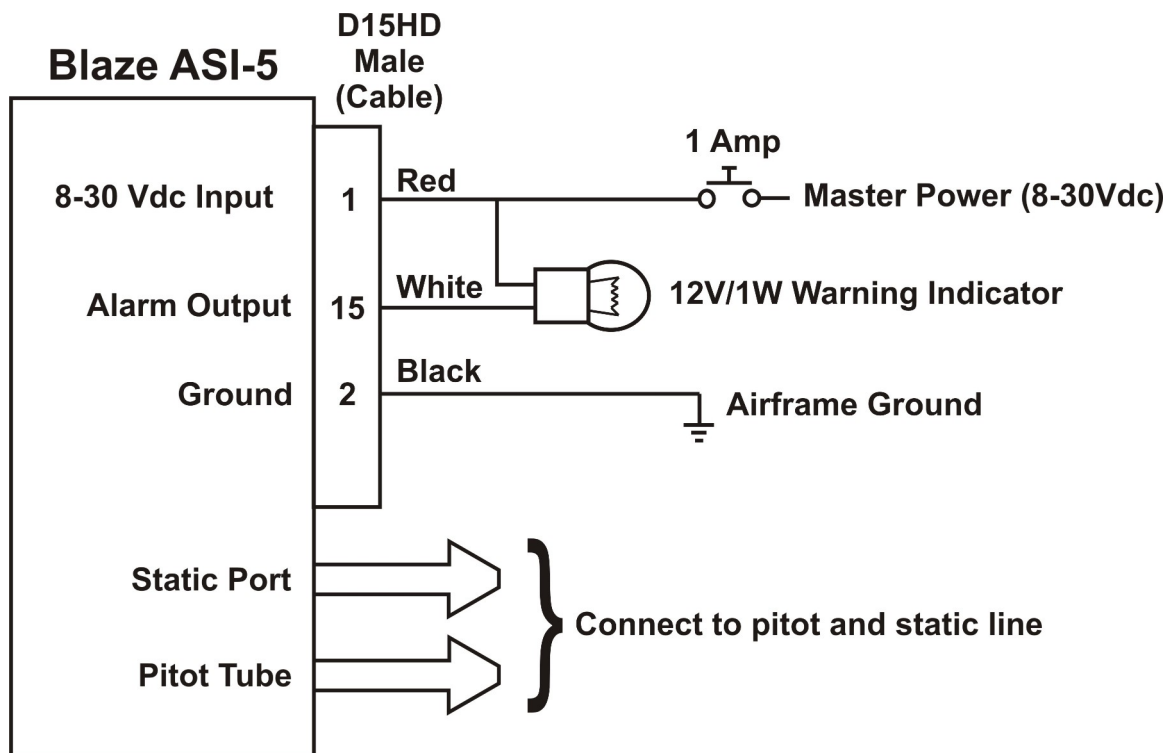 Blaze ASI-5
D15HD
Male
(Cable)
8-30 Vdc Input
1
Red
1 Amp
Master Power (8-30Vdc)
Alarm Output
15
White
12V/1W Warning Indicator
Ground
2
Black
Airframe Ground
Static Port
Pitot Tube
Connect to pitot and static line